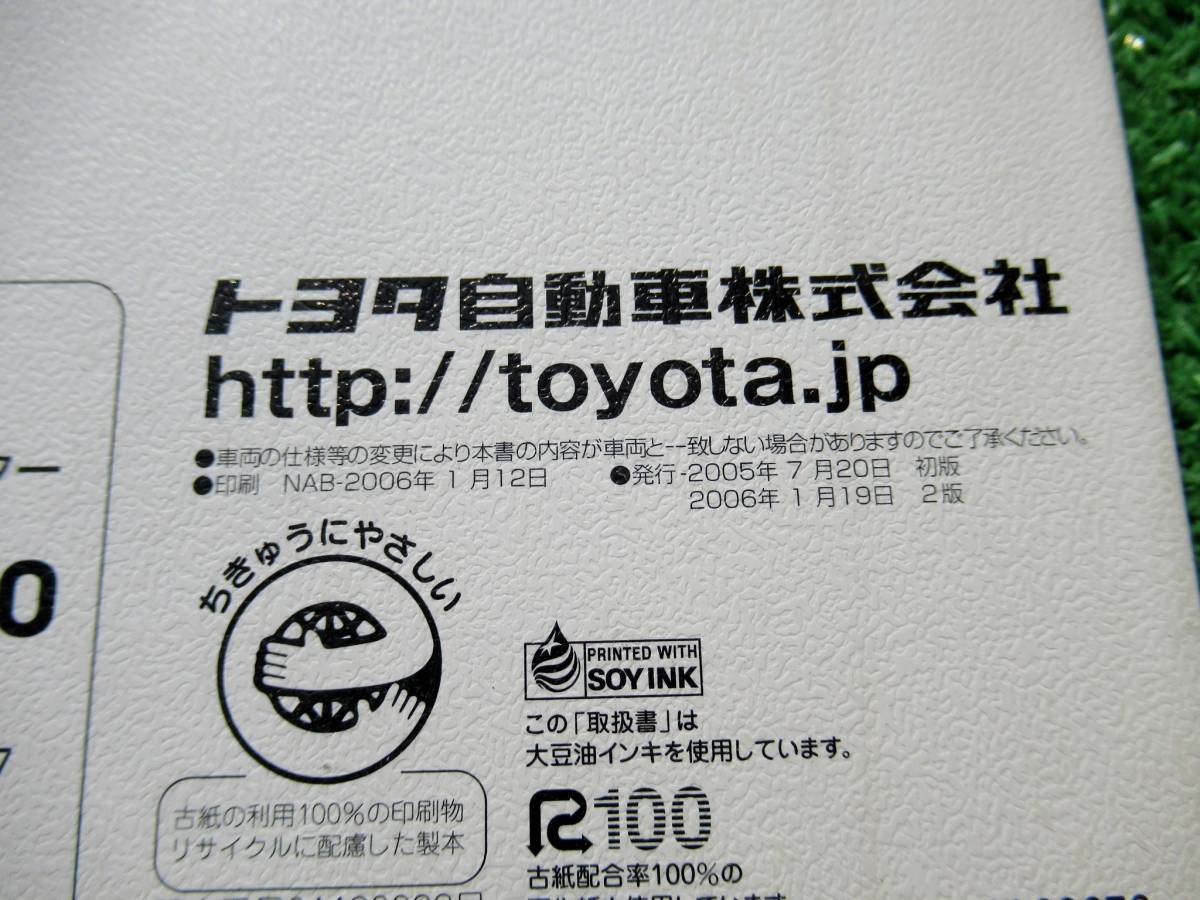 トヨタ自動車株式会社
http://toyota.jp
●車両の仕様等の変更により本書の内容が車両と一致しない場合がありますのでご了承ください。
●印刷 NAB-2006年 1月12日 ●発行-2005年 7月20日 初版
2006年 1月19日 2版
ちきゅうにやさしい
古紙の利用100%の印刷物
リサイクルに配慮した製本
PRINTED WITH
SOY INK
この「取扱書」は
大豆油インキを使用しています。
R100
古紙配合率100%の
ー
0